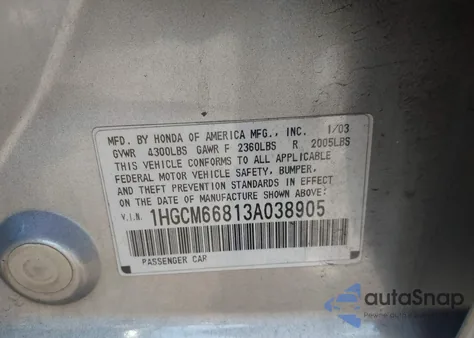 MFD. BY HONDA OF AMERICA MFG., INC. 1/03
GVWR 4300LBS GAWR F 2360LBS R 2005LBS
THIS VEHICLE CONFORMS TO ALL APPLICABLE
FEDERAL MOTOR VEHICLE SAFETY, BUMPER,
AND THEFT PREVENTION STANDARDS IN EFFECT
ON THE DATE OF MANUFACTURE SHOWN ABOVE.
V.I.N. 1HGCM66813A038905
PASSENGER CAR
autoSnap